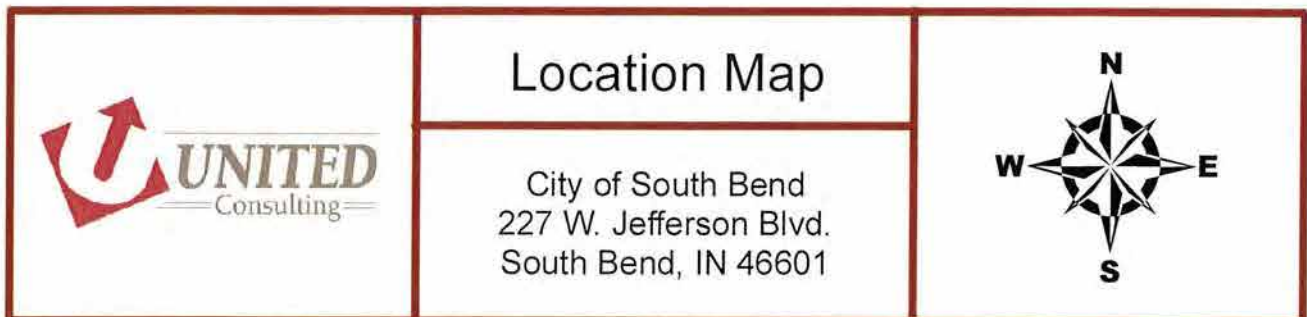 UNITED
Consulting
Location Map
City of South Bend
227 W. Jefferson Blvd.
South Bend, IN 46601
N
W
E
S